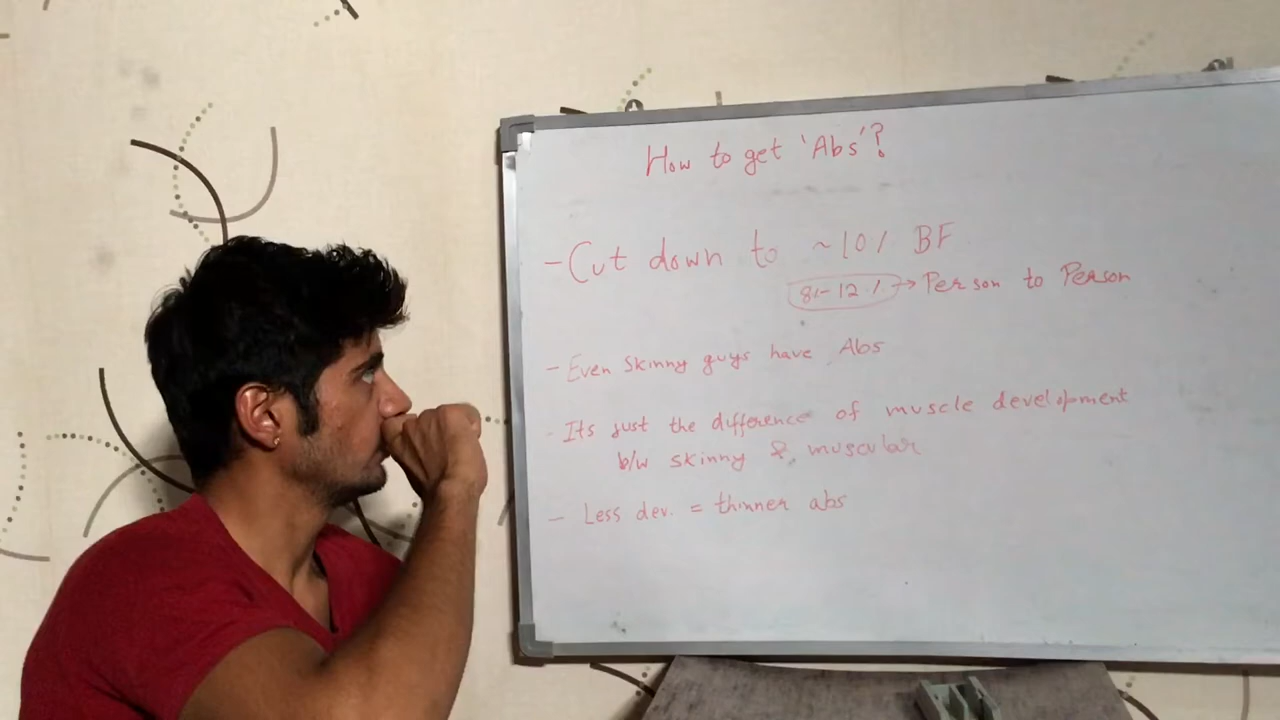 How to get 'Abs'?
- Cut down to ~10% BF
8%-12% → Person to Person
- Even skinny guys have Abs
- Its just the difference of muscle development
b/w skinny & muscular
- Less dev. = thinner abs